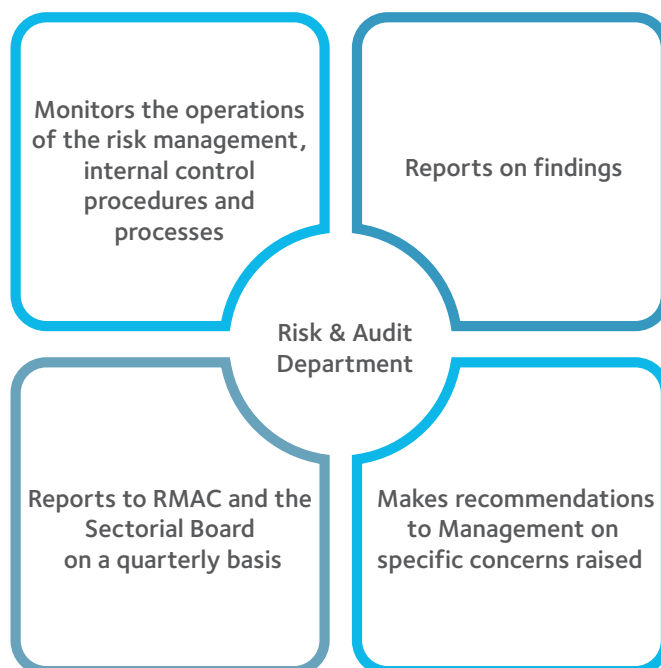 Monitors the operations
of the risk management,
internal control
procedures and
processes
Reports on findings
Risk & Audit
Department
Reports to RMAC and the
Sectorial Board
on a quarterly basis
Makes recommendations
to Management on
specific concerns raised